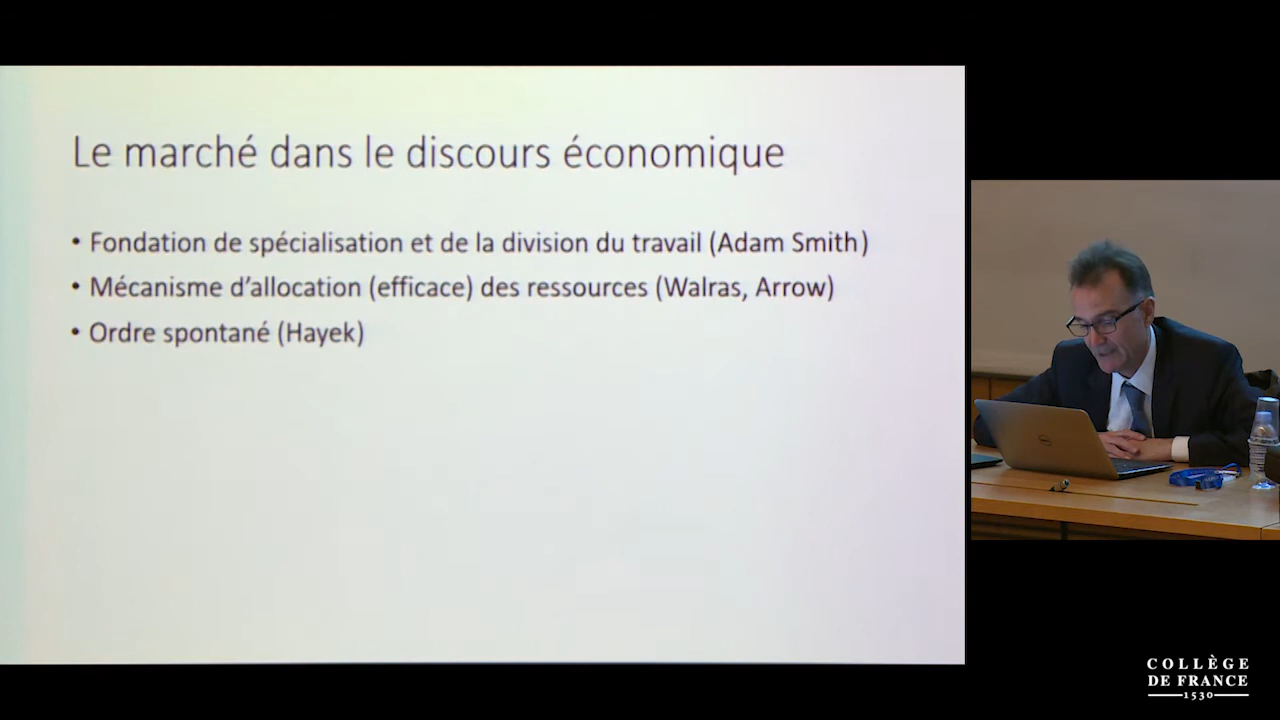 Le marché dans le discours économique
• Fondation de spécialisation et de la division du travail (Adam Smith)
• Mécanisme d’allocation (efficace) des ressources (Walras, Arrow)
• Ordre spontané (Hayek)
COLLÈGE
DE FRANCE
1530